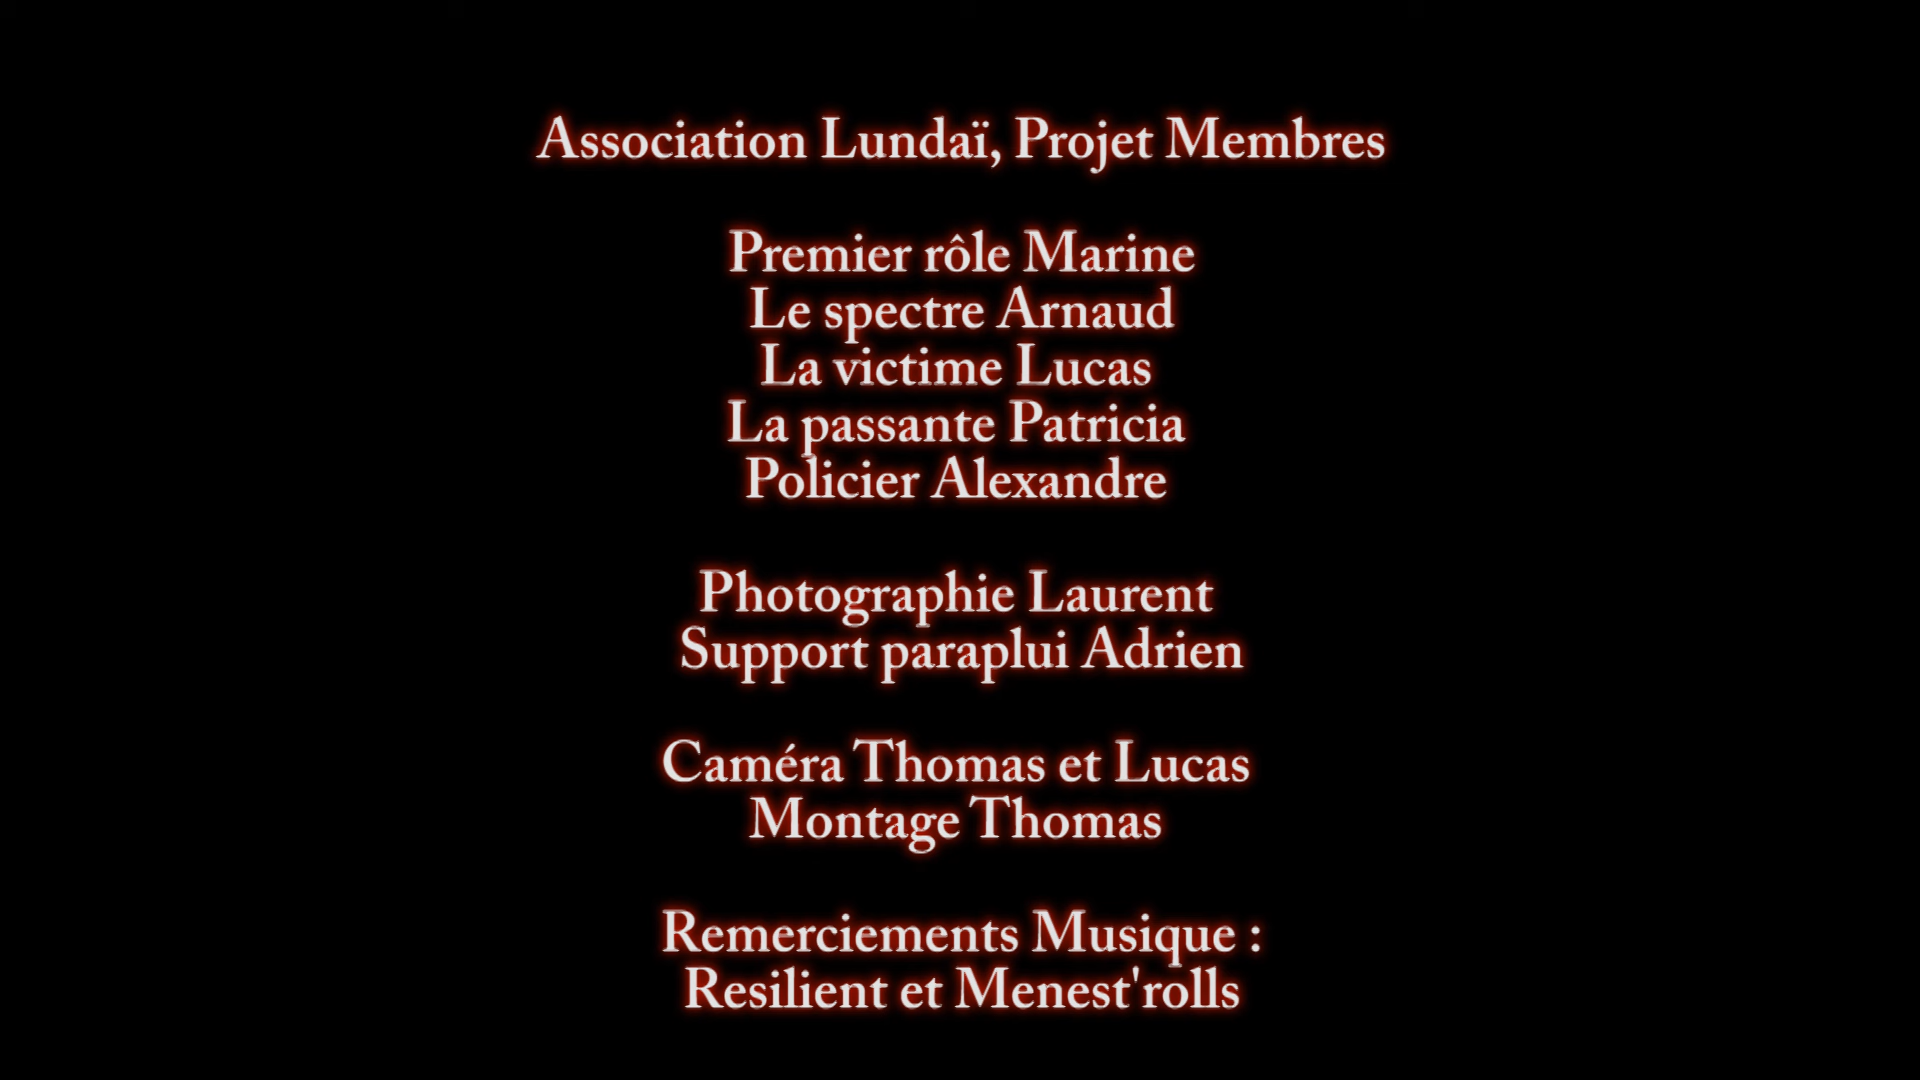 Association Lundaï, Projet Membres
Premier rôle Marine
Le spectre Arnaud
La victime Lucas
La passante Patricia
Policier Alexandre
Photographie Laurent
Support paraplui Adrien
Caméra Thomas et Lucas
Montage Thomas
Remerciements Musique :
Resilient et Menest'rolls